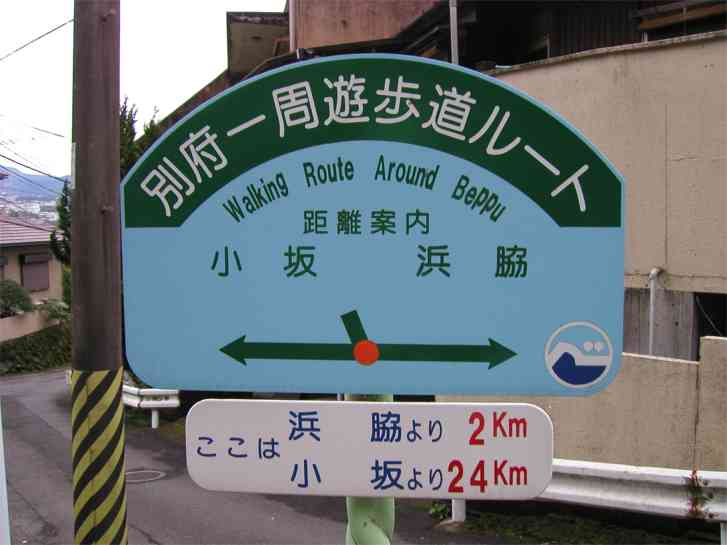 別府一周遊歩道ルート
Walking Route Around Beppu
距離案内
小坂 浜脇
ここは 浜脇より 2Km
小坂より 24Km